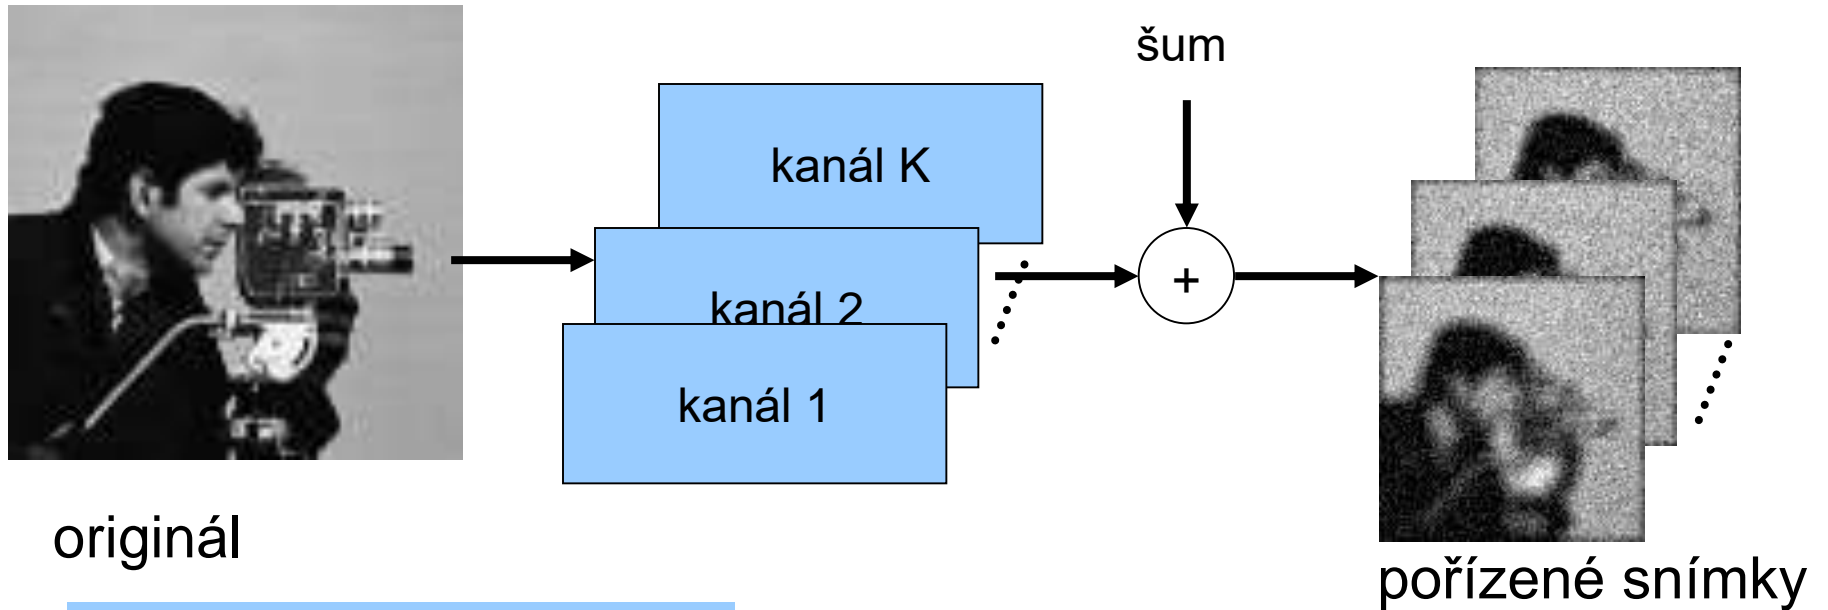 šum
kanál K
kanál 2
+
kanál 1
originál
pořízené snímky